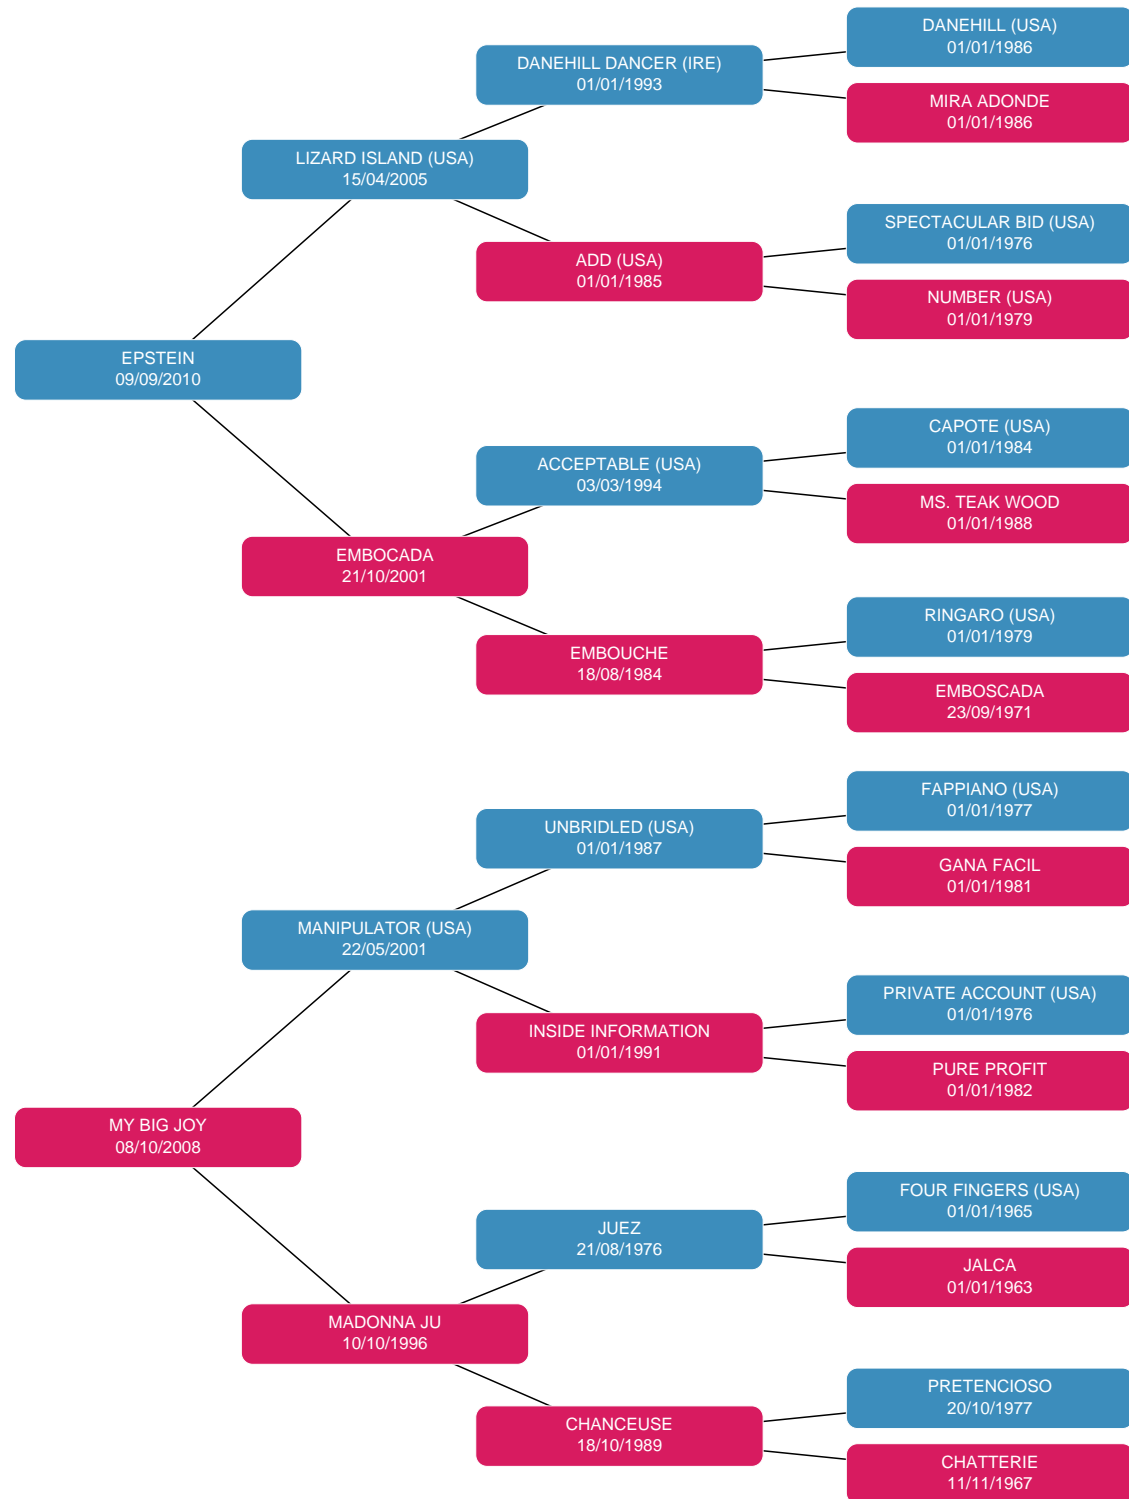 DANEHILL (USA)
01/01/1986
DANEHILL DANCER (IRE)
01/01/1993
MIRA ADONDE
01/01/1986
LIZARD ISLAND (USA)
15/04/2005
SPECTACULAR BID (USA)
01/01/1976
ADD (USA)
01/01/1985
NUMBER (USA)
01/01/1979
EPSTEIN
09/09/2010
CAPOTE (USA)
01/01/1984
ACCEPTABLE (USA)
03/03/1994
MS. TEAK WOOD
01/01/1988
EMBOCADA
21/10/2001
RINGARO (USA)
01/01/1979
EMBOUCHE
18/08/1984
EMBOSCADA
23/09/1971
FAPPIANO (USA)
01/01/1977
UNBRIDLED (USA)
01/01/1987
GANA FACIL
01/01/1981
MANIPULATOR (USA)
22/05/2001
PRIVATE ACCOUNT (USA)
01/01/1976
INSIDE INFORMATION
01/01/1991
PURE PROFIT
01/01/1982
MY BIG JOY
08/10/2008
FOUR FINGERS (USA)
01/01/1965
JUEZ
21/08/1976
JALCA
01/01/1963
MADONNA JU
10/10/1996
PRETENCIOSO
20/10/1977
CHANCEUSE
18/10/1989
CHATTERIE
11/11/1967